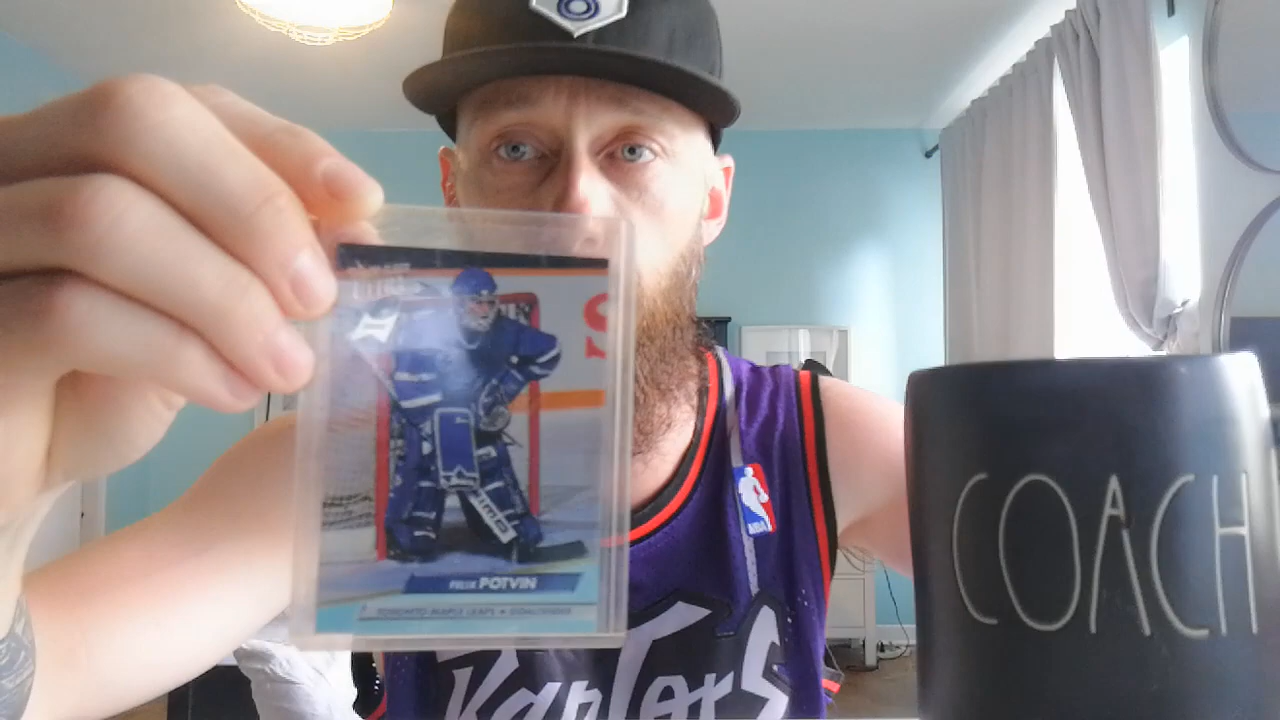 S
FELIX POTVIN
TORONTO MAPLE LEAFS • GOALTENDER
NBA
RAPTORS
COACH